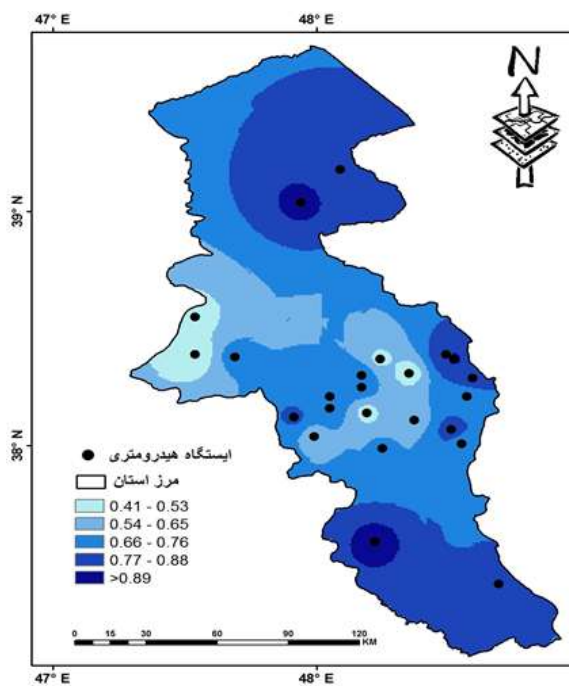 47° E 48° E
N
39° N
38° N
ایستگاه هیدرومتری
مرز استان
0.41 - 0.53
0.54 - 0.65
0.66 - 0.76
0.77 - 0.88
>0.89
0 15 30 60 90 120
KM
47° E 48° E